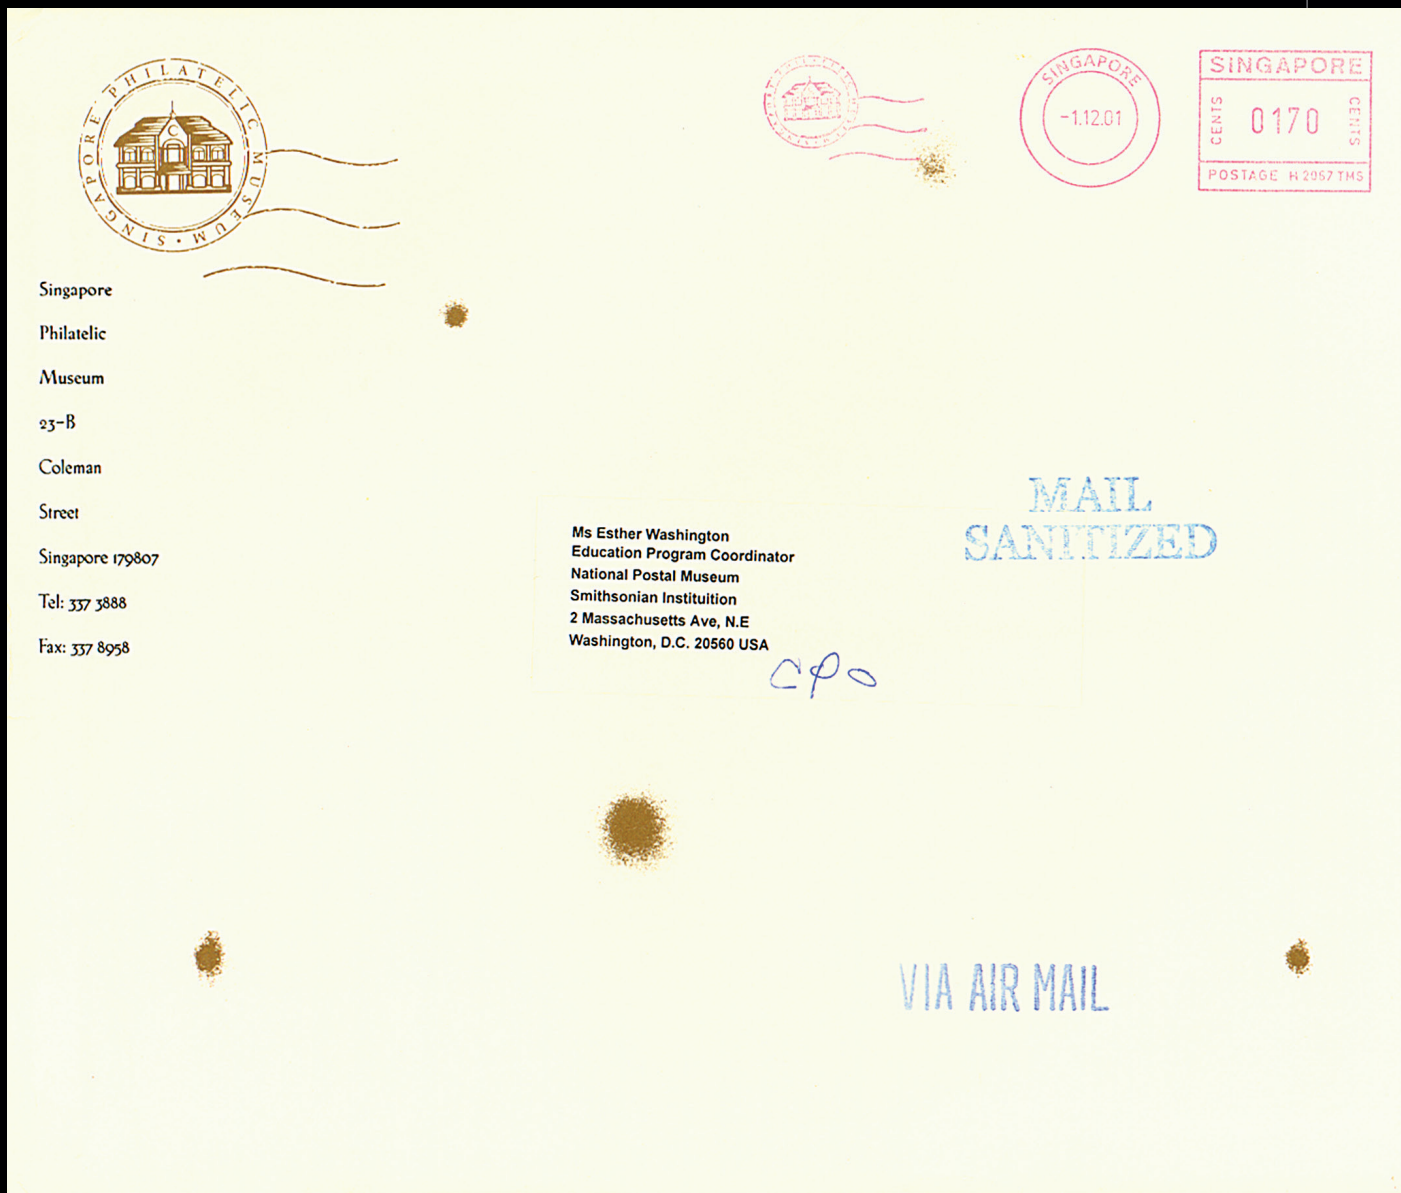 SINGAPORE PHILATELIC MUSEUM
SINGAPORE
-1.12.01
SINGAPORE
CENTS
0170
CENTS
POSTAGE H 2957 TMS
Singapore
Philatelic
Museum
23-B
Coleman
Street
Singapore 179807
Tel: 337 3888
Fax: 337 8958
MAIL
SANITIZED
Ms Esther Washington
Education Program Coordinator
National Postal Museum
Smithsonian Instituition
2 Massachusetts Ave, N.E
Washington, D.C. 20560 USA
CPO
VIA AIR MAIL